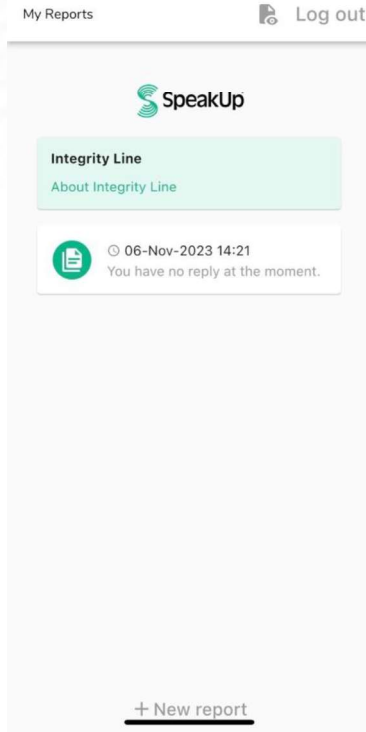 My Reports
Log out
SpeakUp
Integrity Line
About Integrity Line
06-Nov-2023 14:21
You have no reply at the moment.
+ New report